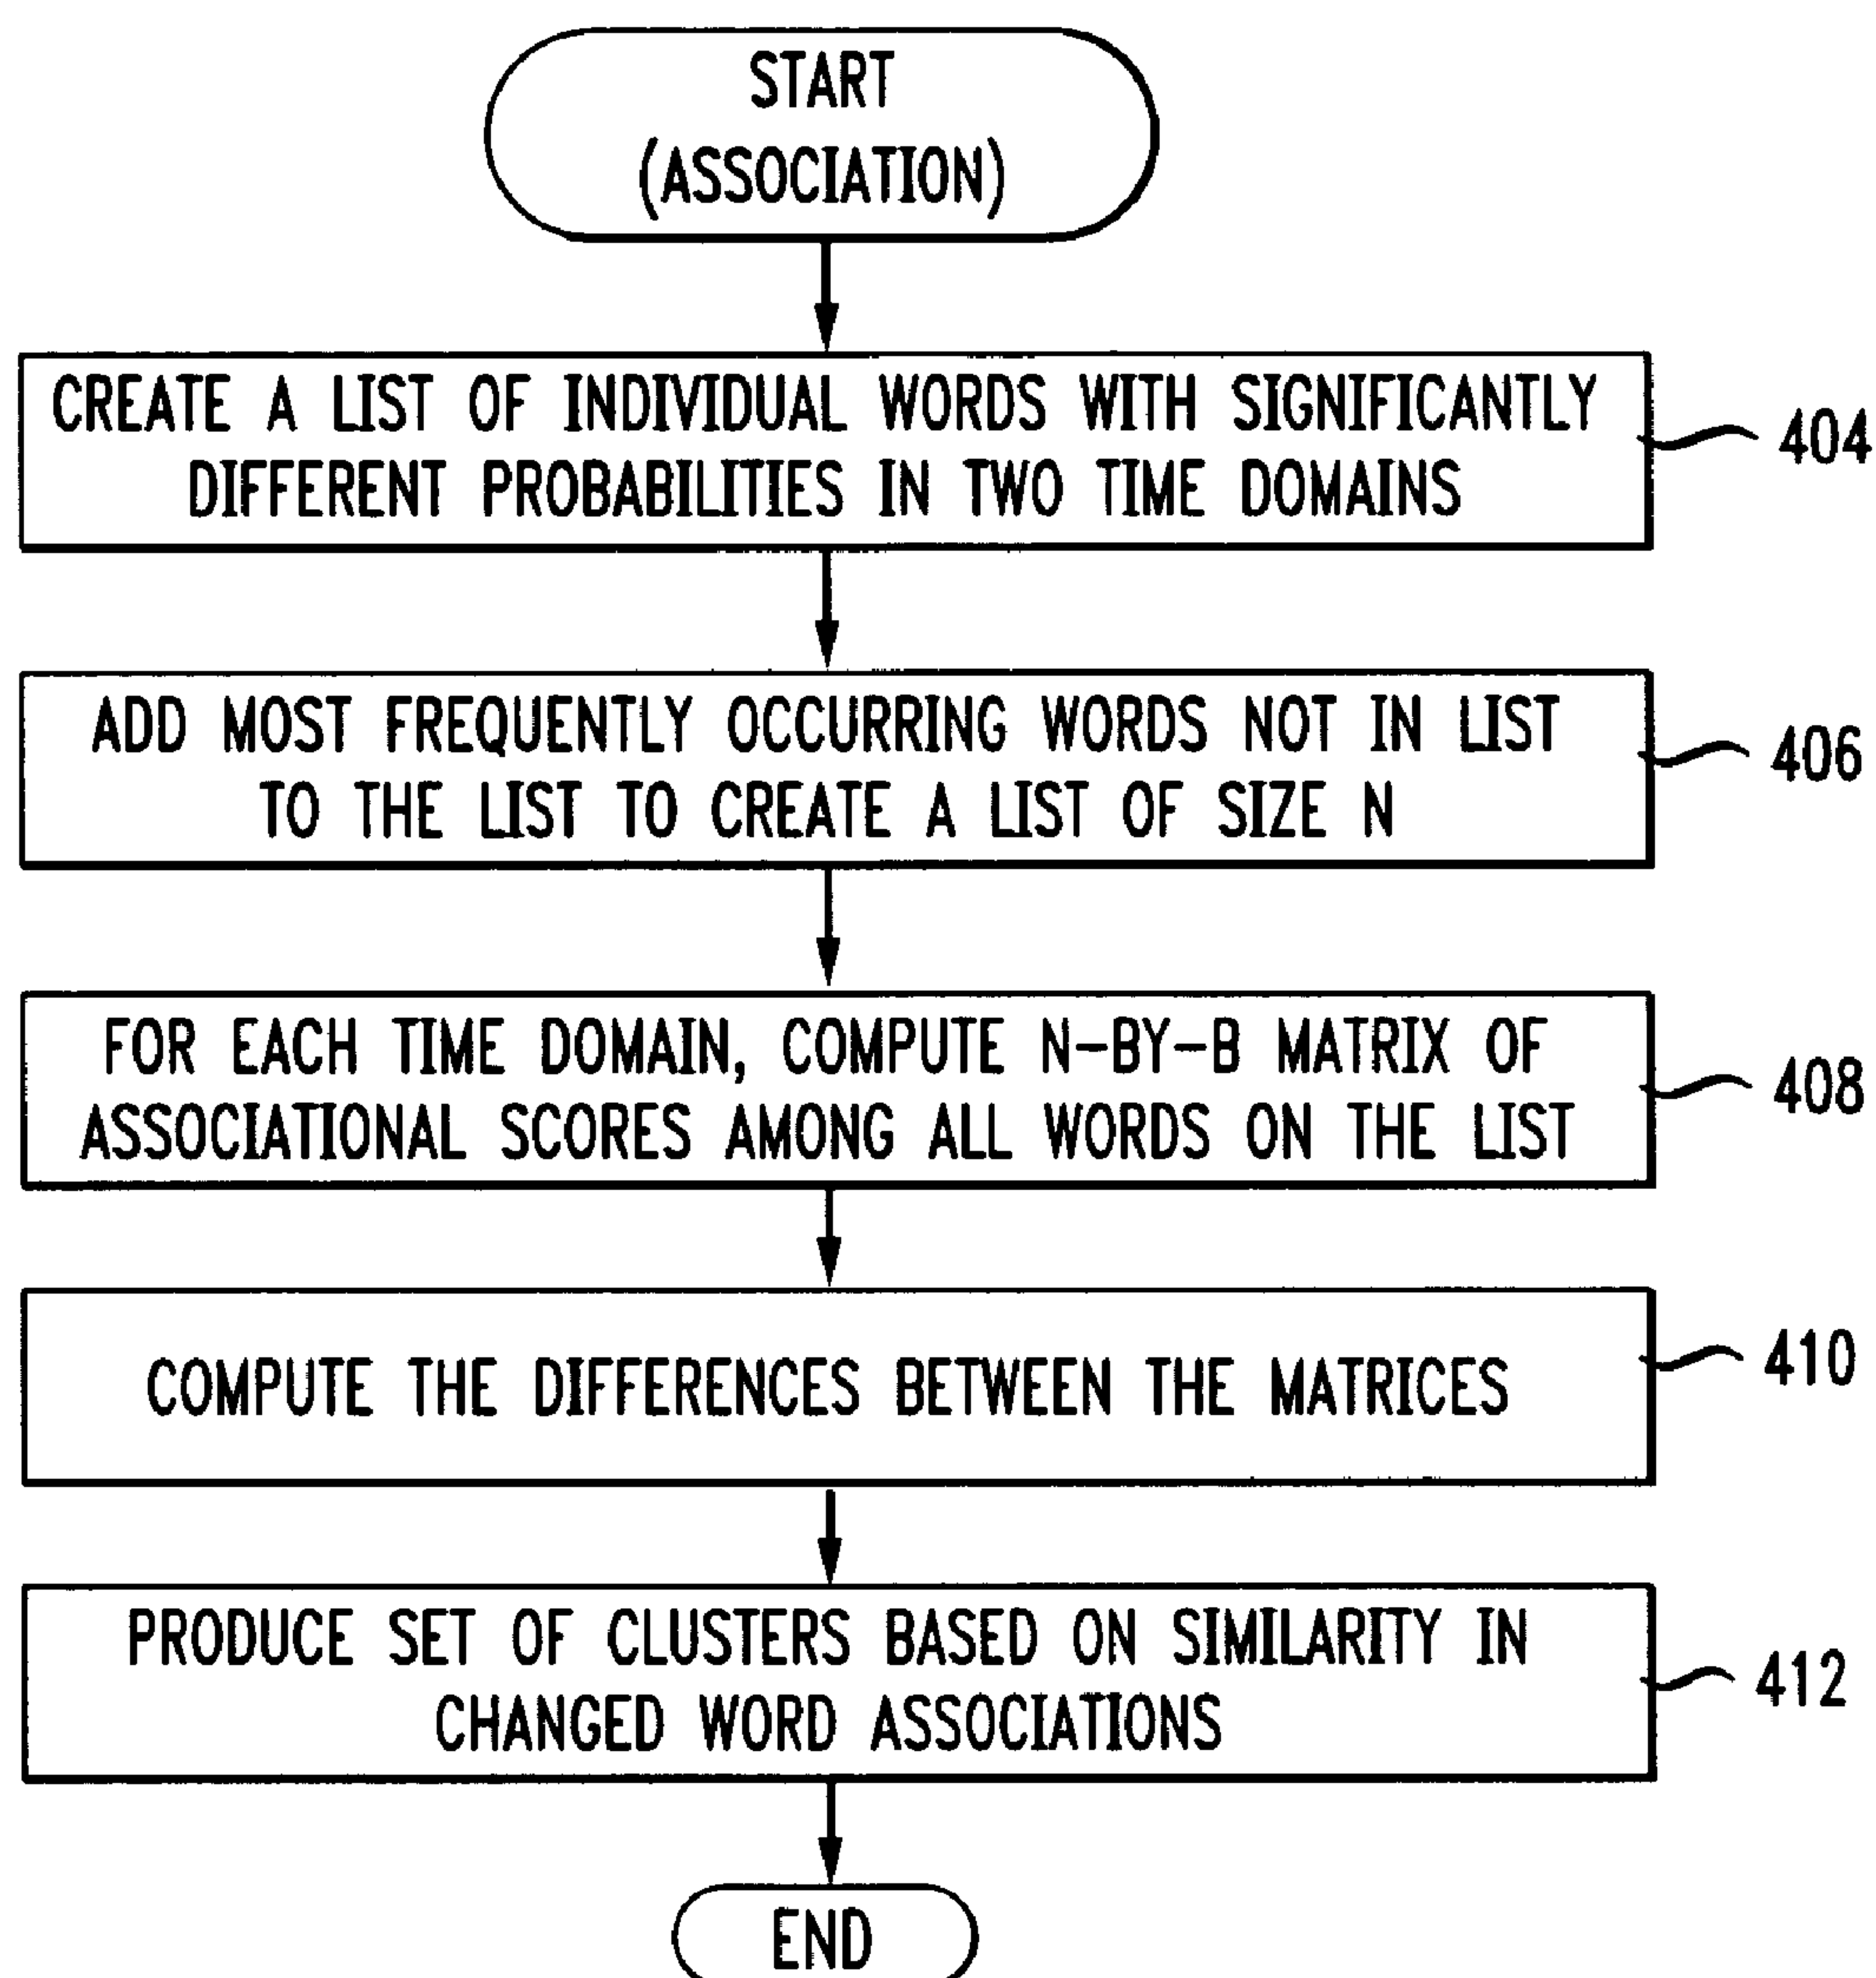 START
(ASSOCIATION)
CREATE A LIST OF INDIVIDUAL WORDS WITH SIGNIFICANTLY
DIFFERENT PROBABILITIES IN TWO TIME DOMAINS
404
ADD MOST FREQUENTLY OCCURRING WORDS NOT IN LIST
TO THE LIST TO CREATE A LIST OF SIZE N
406
FOR EACH TIME DOMAIN, COMPUTE N-BY-B MATRIX OF
ASSOCIATIONAL SCORES AMONG ALL WORDS ON THE LIST
408
COMPUTE THE DIFFERENCES BETWEEN THE MATRICES
410
PRODUCE SET OF CLUSTERS BASED ON SIMILARITY IN
CHANGED WORD ASSOCIATIONS
412
END